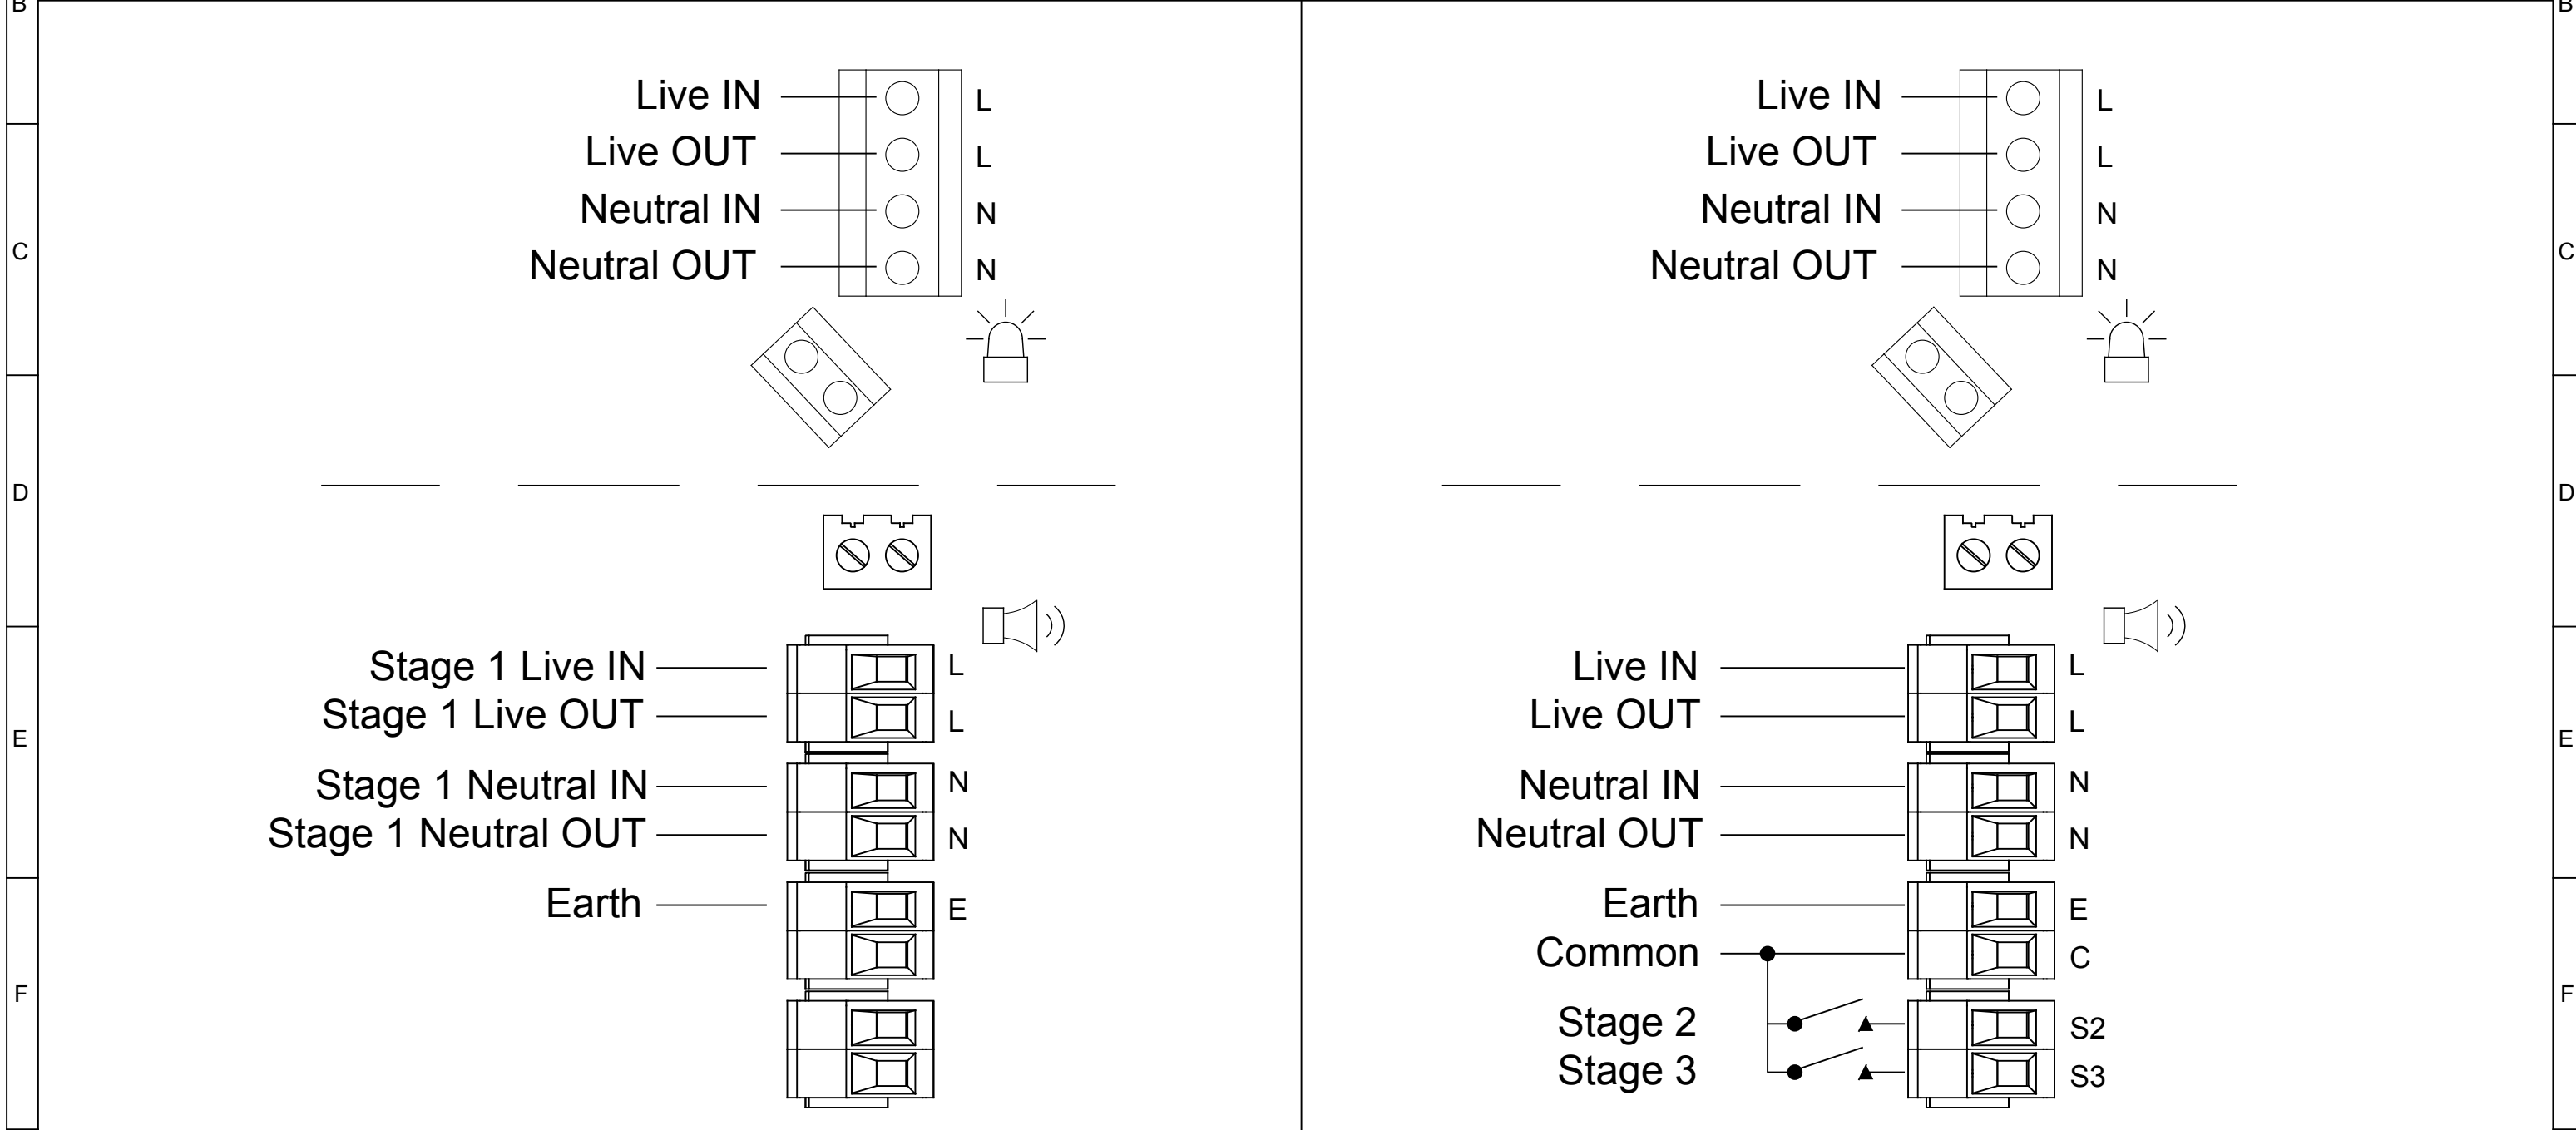 B
B
Live IN
L
Live OUT
L
Neutral IN
N
Neutral OUT
N
Live IN
L
Live OUT
L
Neutral IN
N
Neutral OUT
N
C
C
D
D
Stage 1 Live IN
L
Stage 1 Live OUT
L
Stage 1 Neutral IN
N
Stage 1 Neutral OUT
N
Earth
E
Live IN
L
Live OUT
L
Neutral IN
N
Neutral OUT
N
Earth
E
Common
C
Stage 2
S2
Stage 3
S3
E
E
F
F